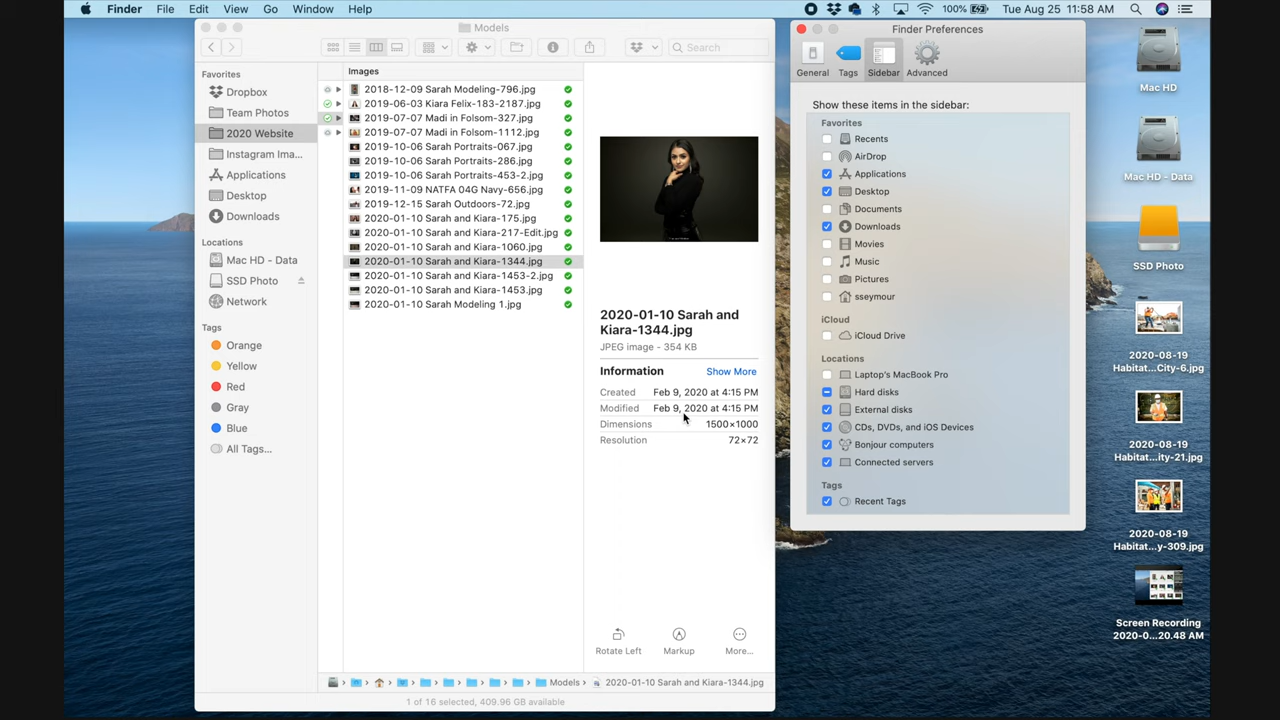 Finder File Edit View Go Window Help 100% Tue Aug 25 11:58 AM
Models
Search
Favorites
Dropbox
Team Photos
2020 Website
Instagram Ima...
Applications
Desktop
Downloads
Locations
Mac HD - Data
SSD Photo
Network
Tags
Orange
Yellow
Red
Gray
Blue
All Tags...
Images
2018-12-09 Sarah Modeling-796.jpg
2019-06-03 Kiara Felix-183-2187.jpg
2019-07-07 Madi in Folsom-327.jpg
2019-07-07 Madi in Folsom-1112.jpg
2019-10-06 Sarah Portraits-067.jpg
2019-10-06 Sarah Portraits-286.jpg
2019-10-06 Sarah Portraits-453-2.jpg
2019-11-09 NATFA 04G Navy-656.jpg
2019-12-15 Sarah Outdoors-72.jpg
2020-01-10 Sarah and Kiara-175.jpg
2020-01-10 Sarah and Kiara-217-Edit.jpg
2020-01-10 Sarah and Kiara-1060.jpg
2020-01-10 Sarah and Kiara-1344.jpg
2020-01-10 Sarah and Kiara-1453-2.jpg
2020-01-10 Sarah and Kiara-1453.jpg
2020-01-10 Sarah Modeling 1.jpg
2020-01-10 Sarah and
Kiara-1344.jpg
JPEG image - 354 KB
Information Show More
Created Feb 9, 2020 at 4:15 PM
Modified Feb 9, 2020 at 4:15 PM
Dimensions 1500×1000
Resolution 72×72
Rotate Left Markup More...
Models 2020-01-10 Sarah and Kiara-1344.jpg
1 of 16 selected, 409.96 GB available
Finder Preferences
General Tags Sidebar Advanced
Show these items in the sidebar:
Favorites
Recents
AirDrop
Applications
Desktop
Documents
Downloads
Movies
Music
Pictures
sseymour
iCloud
iCloud Drive
Locations
Laptop's MacBook Pro
Hard disks
External disks
CDs, DVDs, and iOS Devices
Bonjour computers
Connected servers
Tags
Recent Tags
Mac HD
Mac HD - Data
SSD Photo
2020-08-19
Habitat...City-6.jpg
2020-08-19
Habitat...ity-21.jpg
2020-08-19
Habitat...y-309.jpg
Screen Recording
2020-0...20.48 AM